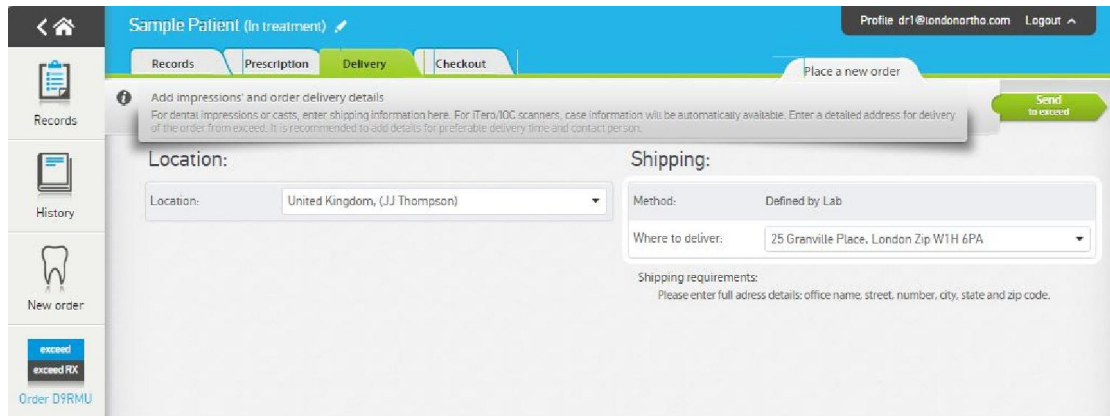 Sample Patient (In treatment)
Profile dr1@londonortho.com Logout
Records Prescription Delivery Checkout
Place a new order
Add impressions' and order delivery details
For dental impressions or casts, enter shipping information here. For iTero/IOC scanners, case information will be automatically available. Enter a detailed address for delivery
of the order from exceed. It is recommended to add details for preferable delivery time and contact person.
Send
to exceed
Records
History
New order
exceed
exceed RX
Order D9RMU
Location:
Location: United Kingdom, (JJ Thompson)
Shipping:
Method: Defined by Lab
Where to deliver: 25 Granville Place, London Zip W1H 6PA
Shipping requirements:
Please enter full adress details: office name, street, number, city, state and zip code.